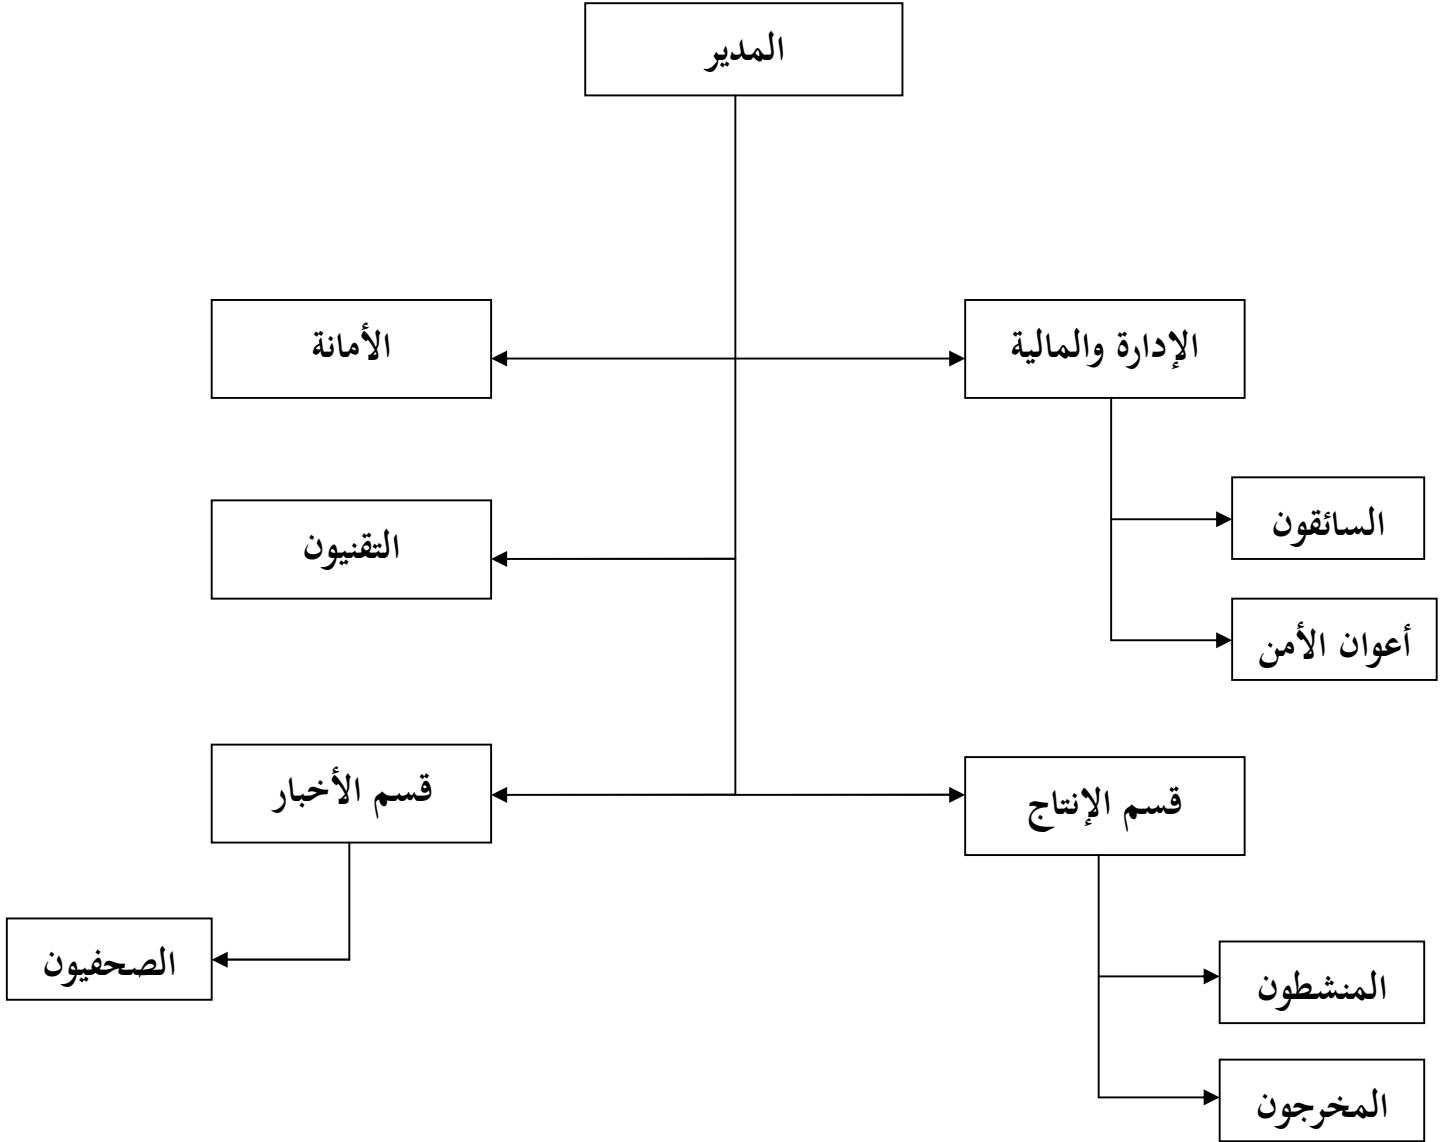 المدير
الإدارة والمالية
الأمانة
السائقون
التقنيون
أعوان الأمن
قسم الإنتاج
قسم الأخبار
الصحفيون
المنشطون
المخرجون